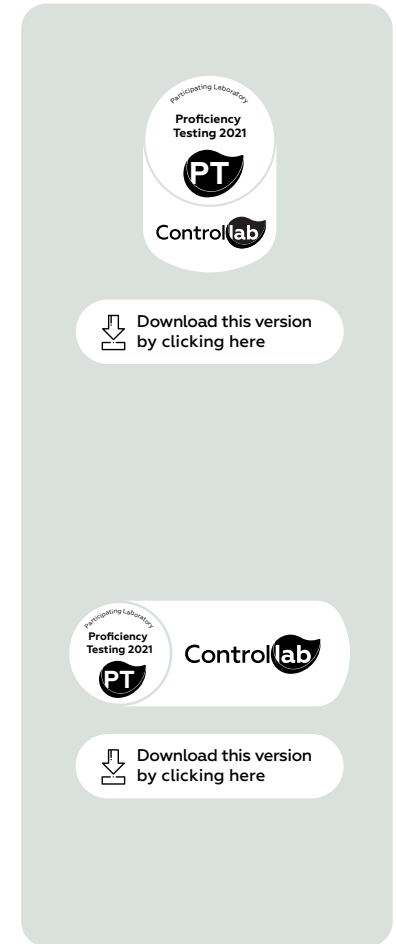 Participating Laboratory
Proficiency
Testing 2021
PT
Controllab
Download this version
by clicking here
Participating Laboratory
Proficiency
Testing 2021
PT
Controllab
Download this version
by clicking here